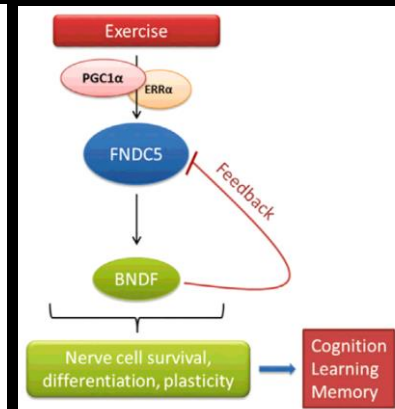 Exercise
PGC1α
ERRα
FNDC5
Feedback
BNDF
Nerve cell survival,
differentiation, plasticity
Cognition
Learning
Memory